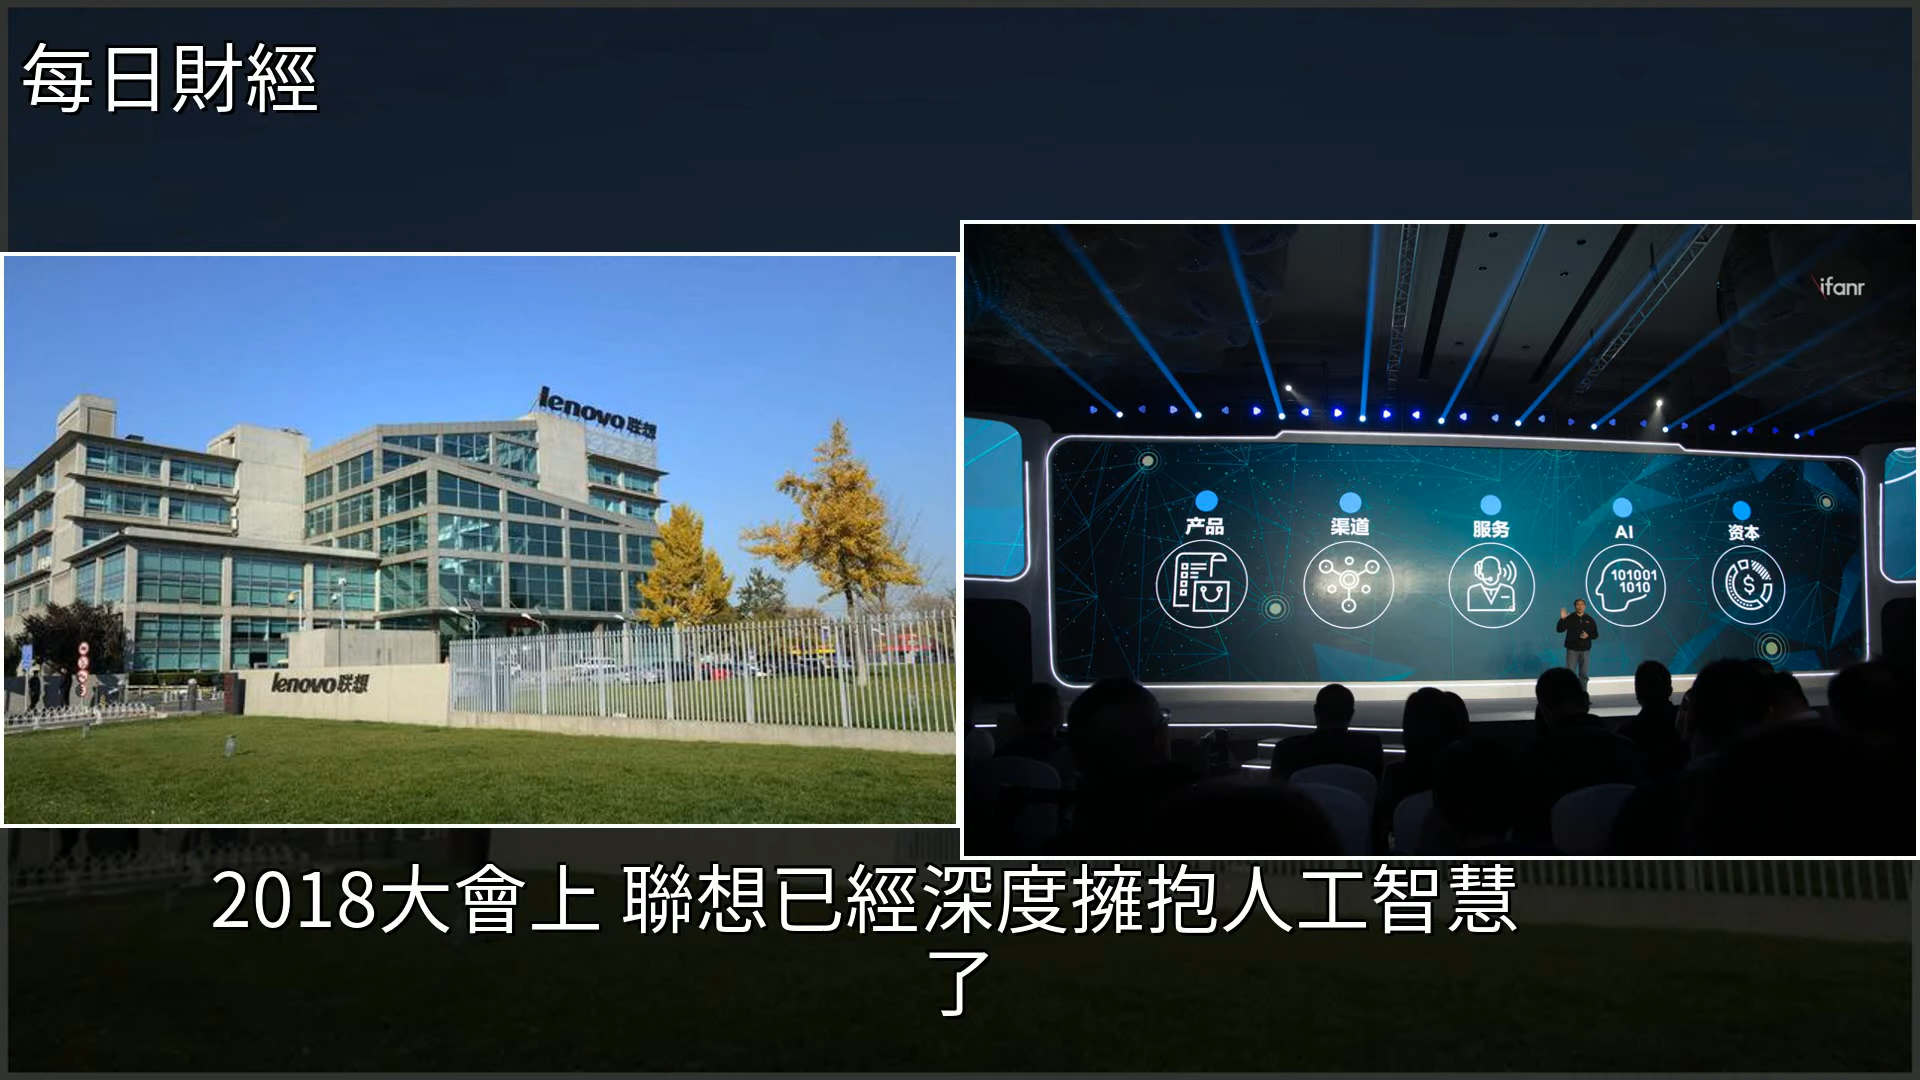 每日財經
lenovo联想
lenovo联想
ifanr
产品
渠道
服务
AI
资本
101001
1010
$
2018大會上 聯想已經深度擁抱人工智慧
了